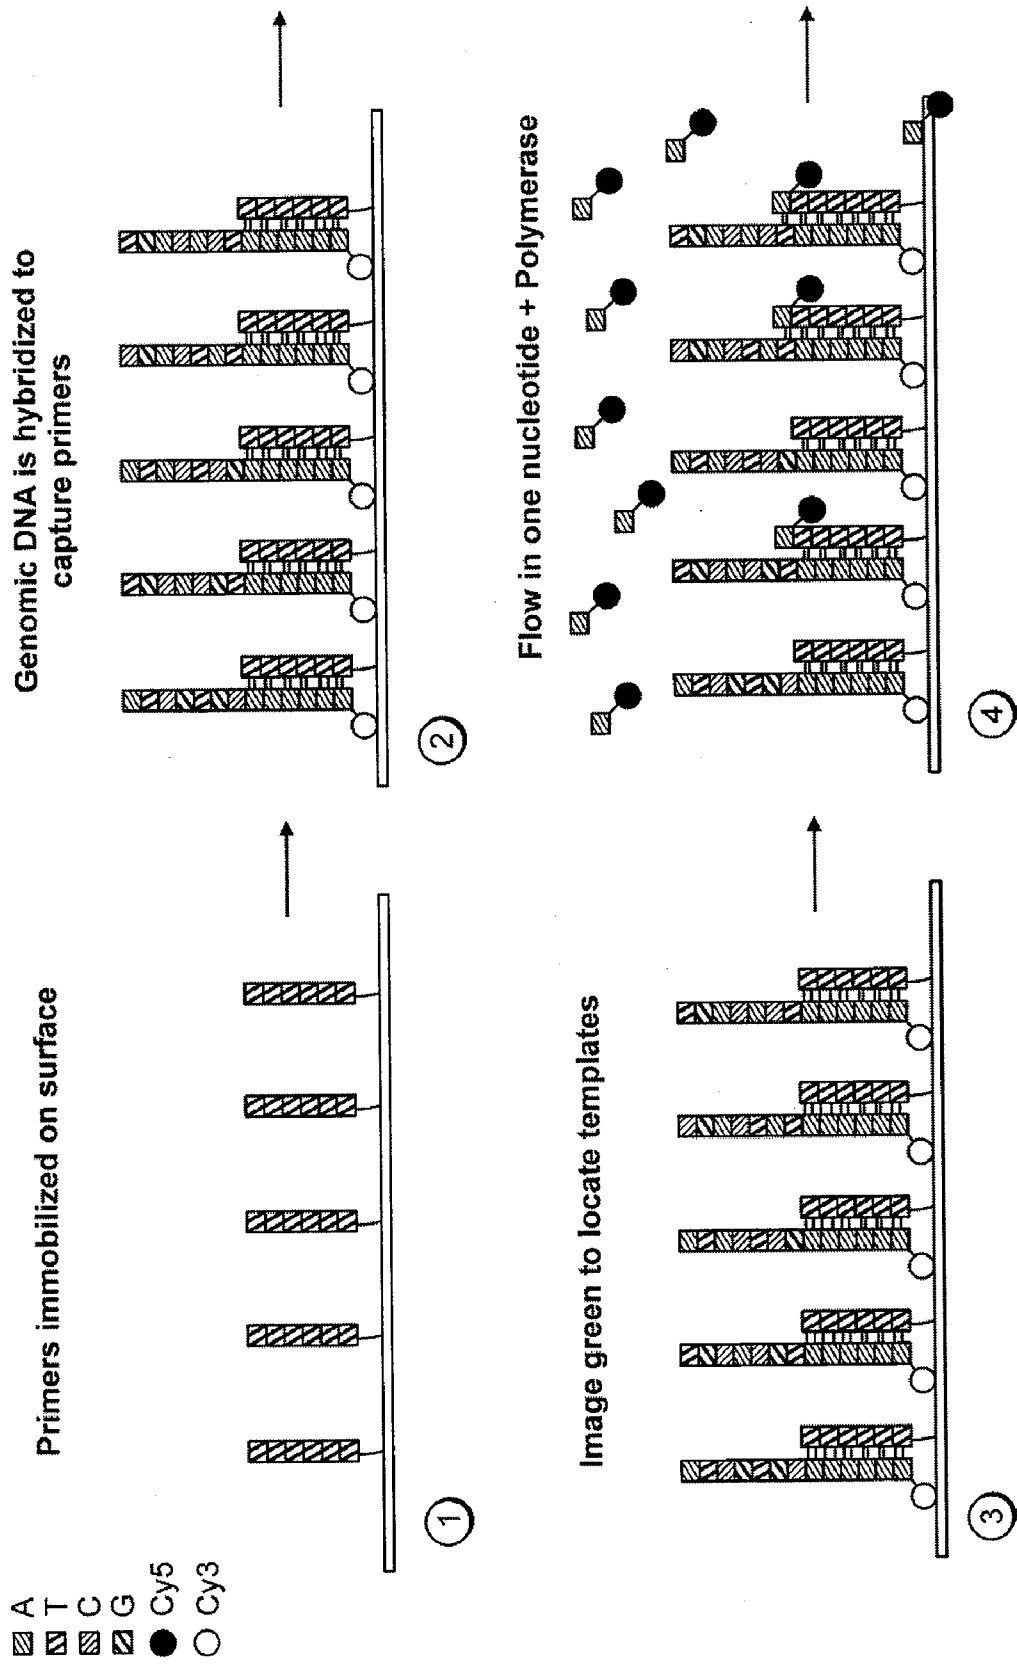 A
T
C
G
Cy5
Cy3
Primers immobilized on surface
1
Genomic DNA is hybridized to
capture primers
2
Image green to locate templates
3
Flow in one nucleotide + Polymerase
4